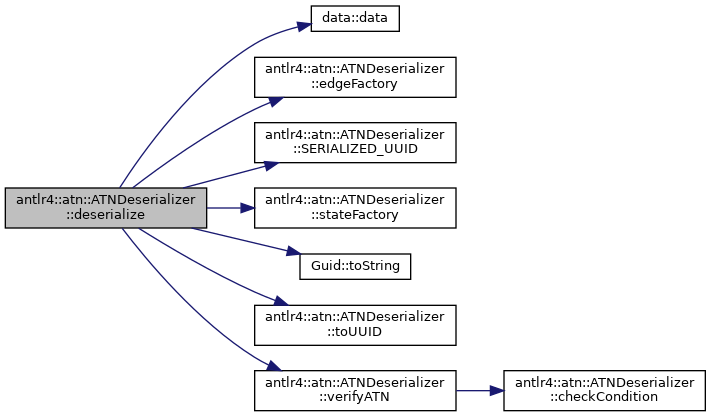 data::data
antlr4::atn::ATNDeserializer
::edgeFactory
antlr4::atn::ATNDeserializer
::SERIALIZED_UUID
antlr4::atn::ATNDeserializer
::deserialize
antlr4::atn::ATNDeserializer
::stateFactory
Guid::toString
antlr4::atn::ATNDeserializer
::toUUID
antlr4::atn::ATNDeserializer
::verifyATN
antlr4::atn::ATNDeserializer
::checkCondition